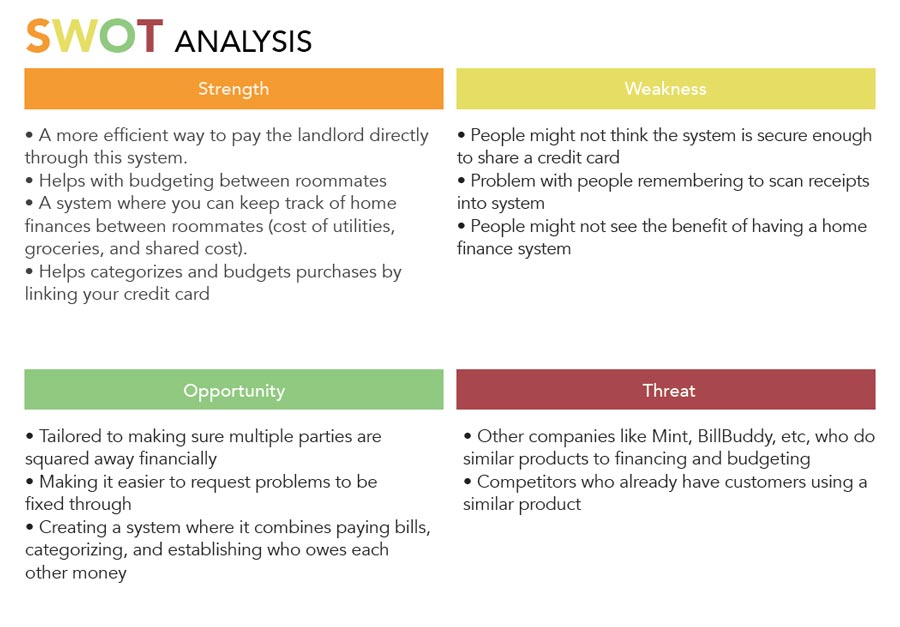 SWOT ANALYSIS
Strength
• A more efficient way to pay the landlord directly
through this system.
• Helps with budgeting between roommates
• A system where you can keep track of home
finances between roommates (cost of utilities,
groceries, and shared cost).
• Helps categorizes and budgets purchases by
linking your credit card
Weakness
• People might not think the system is secure enough
to share a credit card
• Problem with people remembering to scan receipts
into system
• People might not see the benefit of having a home
finance system
Opportunity
• Tailored to making sure multiple parties are
squared away financially
• Making it easier to request problems to be
fixed through
• Creating a system where it combines paying bills,
categorizing, and establishing who owes each
other money
Threat
• Other companies like Mint, BillBuddy, etc, who do
similar products to financing and budgeting
• Competitors who already have customers using a
similar product